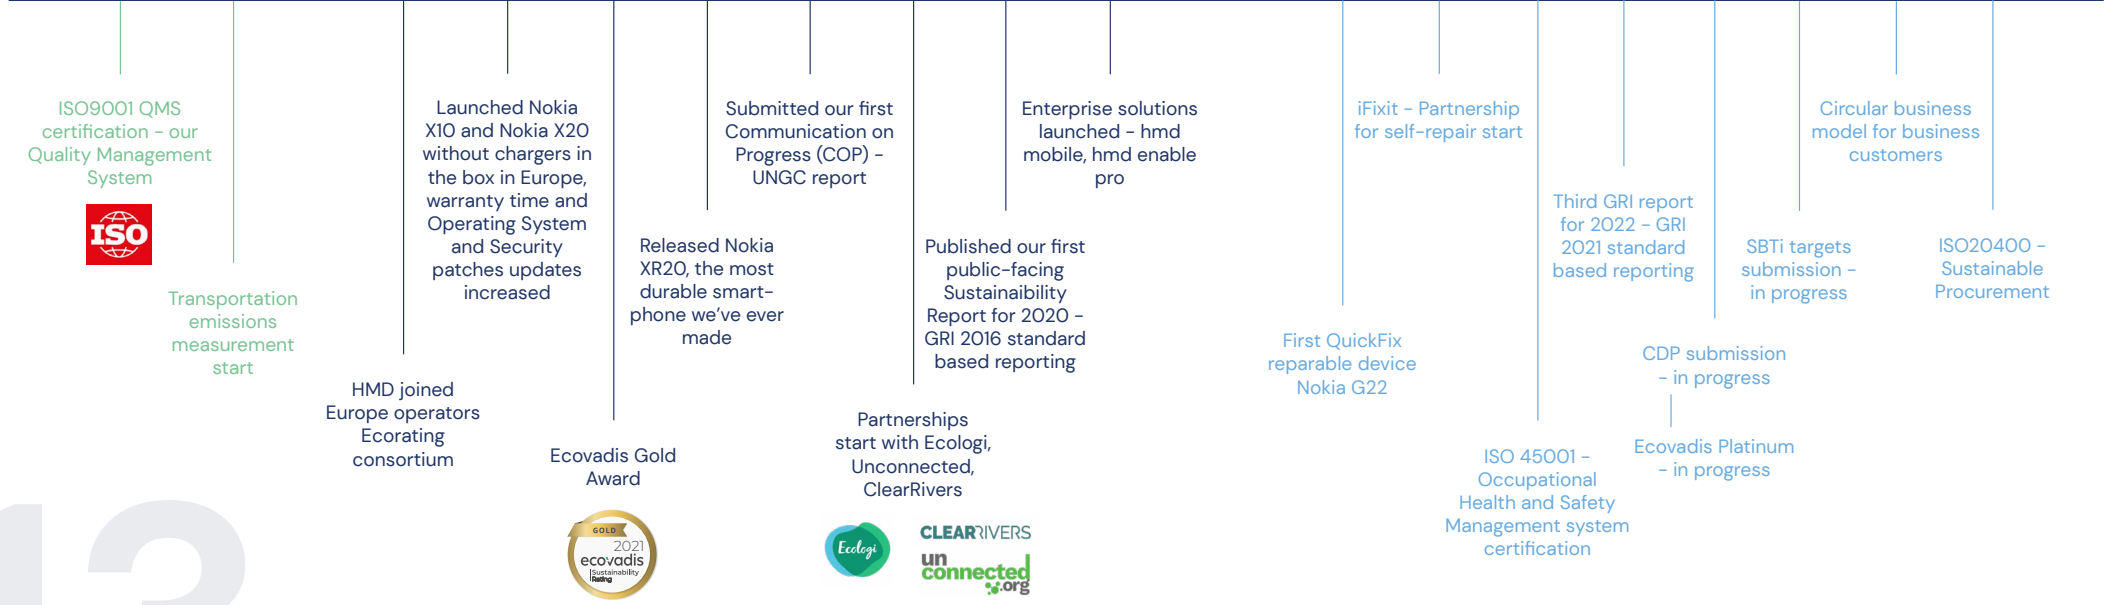 ISO9001 QMS
certification - our
Quality Management
System
ISO
Transportation
emissions
measurement
start
HMD joined
Europe operators
Ecorating
consortium
Launched Nokia
X10 and Nokia X20
without chargers in
the box in Europe,
warranty time and
Operating System
and Security
patches updates
increased
Ecovadis Gold
Award
GOLD
2021
ecovadis
Sustainability
Rating
Released Nokia
XR20, the most
durable smart-
phone we've ever
made
Submitted our first
Communication on
Progress (COP) -
UNGC report
Partnerships
start with Ecologi,
Unconnected,
ClearRivers
Ecologi
CLEARRIVERS
un
connected
.org
Published our first
public-facing
Sustainaibility
Report for 2020 -
GRI 2016 standard
based reporting
Enterprise solutions
launched - hmd
mobile, hmd enable
pro
First QuickFix
reparable device
Nokia G22
iFixit - Partnership
for self-repair start
ISO 45001 -
Occupational
Health and Safety
Management system
certification
Third GRI report
for 2022 - GRI
2021 standard
based reporting
CDP submission
- in progress
Ecovadis Platinum
- in progress
SBTi targets
submission -
in progress
Circular business
model for business
customers
ISO20400 -
Sustainable
Procurement
13